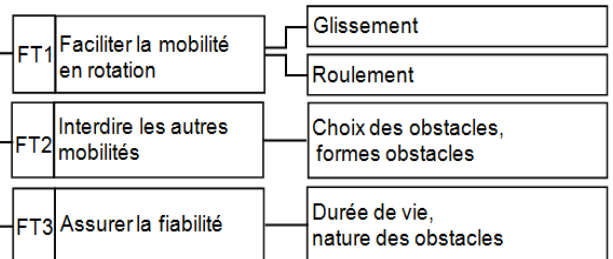 FT1
Faciliter la mobilité
en rotation
Glissement
Roulement
FT2
Interdire les autres
mobilités
Choix des obstacles,
formes obstacles
FT3
Assurer la fiabilité
Durée de vie,
nature des obstacles